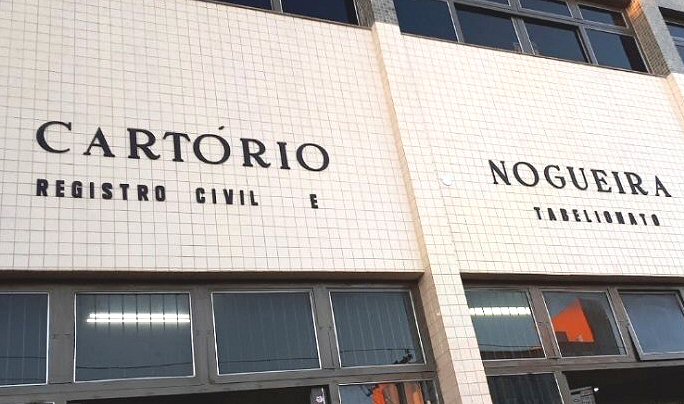 CARTÓRIO NOGUEIRA
REGISTRO CIVIL E TABELIONATO